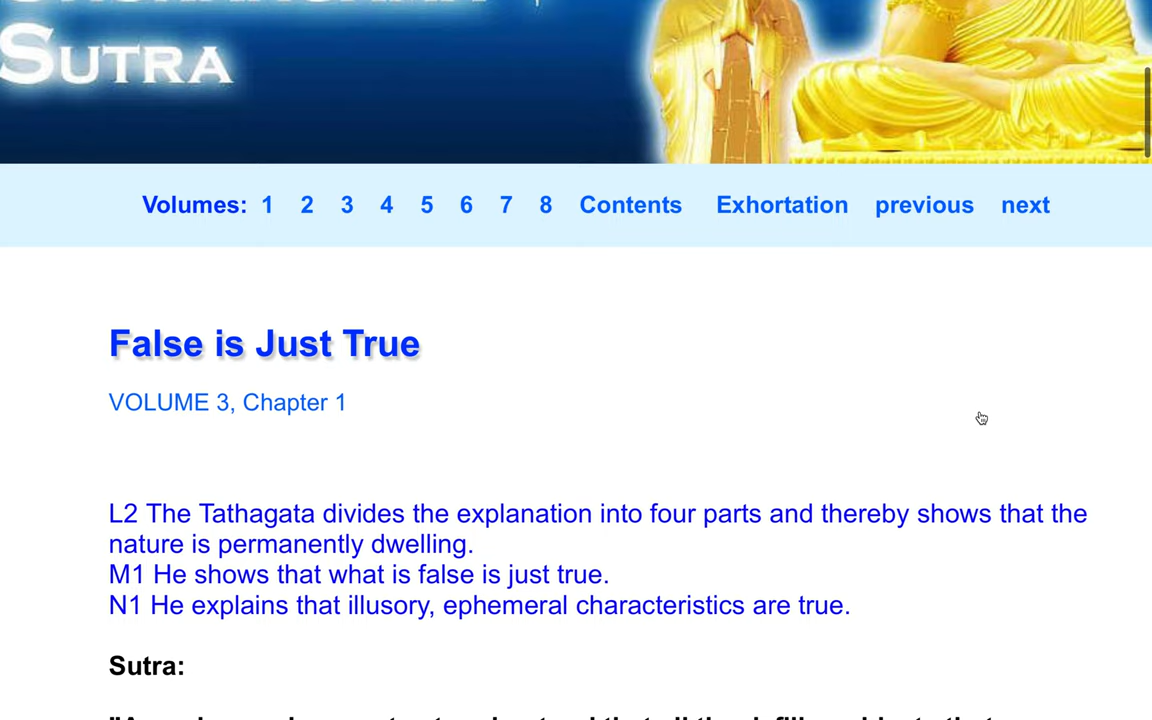 SUTRA
Volumes: 1 2 3 4 5 6 7 8 Contents Exhortation previous next
False is Just True
VOLUME 3, Chapter 1
L2 The Tathagata divides the explanation into four parts and thereby shows that the
nature is permanently dwelling.
M1 He shows that what is false is just true.
N1 He explains that illusory, ephemeral characteristics are true.
Sutra: